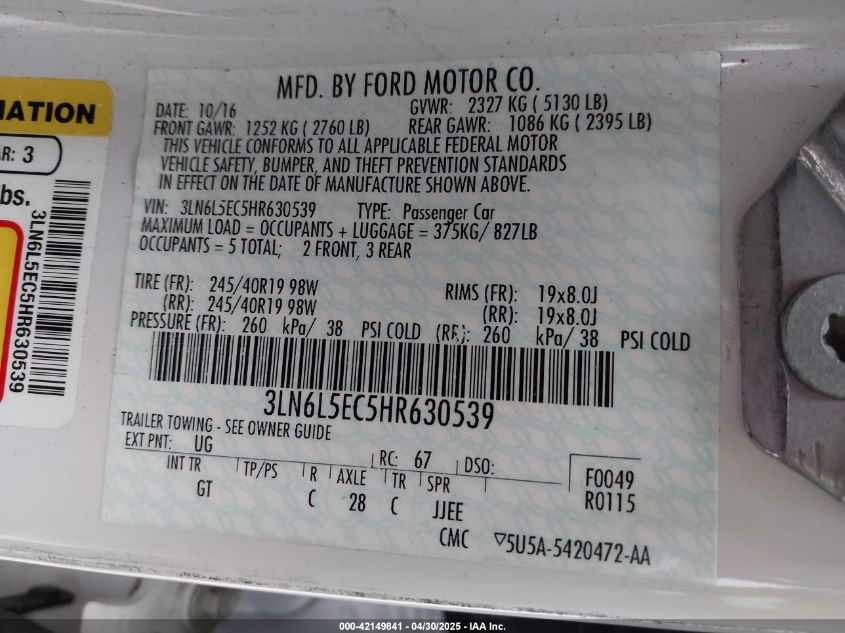 MATION
R: 3
bs.
3LN6L5EC5HR630539
MFD. BY FORD MOTOR CO.
DATE: 10/16 GVWR: 2327 KG ( 5130 LB)
FRONT GAWR: 1252 KG ( 2760 LB) REAR GAWR: 1086 KG ( 2395 LB)
THIS VEHICLE CONFORMS TO ALL APPLICABLE FEDERAL MOTOR
VEHICLE SAFETY, BUMPER, AND THEFT PREVENTION STANDARDS
IN EFFECT ON THE DATE OF MANUFACTURE SHOWN ABOVE.
VIN: 3LN6L5EC5HR630539 TYPE: Passenger Car
MAXIMUM LOAD = OCCUPANTS + LUGGAGE = 375KG/ 827LB
OCCUPANTS = 5 TOTAL; 2 FRONT, 3 REAR
TIRE (FR): 245/40R19 98W RIMS (FR): 19x8.0J
(RR): 245/40R19 98W (RR): 19x8.0J
PRESSURE (FR): 260 kPa/ 38 PSI COLD (RR): 260 kPa/ 38 PSI COLD
3LN6L5EC5HR630539
TRAILER TOWING - SEE OWNER GUIDE
EXT PNT: UG RC: 67 DSO:
INT TR TP/PS R AXLE TR SPR F0049
GT C 28 C JJEE R0115
CMC ▽5U5A-5420472-AA
000-42149841 - 04/30/2025 - IAA Inc.